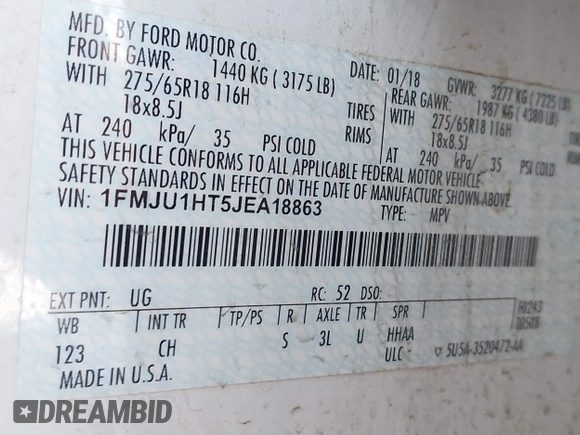 MFD. BY FORD MOTOR CO.
DATE: 01/18 GVWR: 3277 KG ( 7225 LB)
FRONT GAWR: 1440 KG ( 3175 LB) REAR GAWR: 1987 KG ( 4380 LB)
WITH 275/65R18 116H TIRES WITH 275/65R18 116H
18x8.5J RIMS 18x8.5J
AT 240 kPa/ 35 PSI COLD AT 240 kPa/ 35 PSI COLD
THIS VEHICLE CONFORMS TO ALL APPLICABLE FEDERAL MOTOR VEHICLE
SAFETY STANDARDS IN EFFECT ON THE DATE OF MANUFACTURE SHOWN ABOVE.
VIN: 1FMJU1HT5JEA18863
TYPE: MPV
EXT PNT: UG RC: 52 DSO:
WB INT TR TP/PS R AXLE TR SPR
123 CH S 3L U HHAA
ULC 5U5A-3520472-AA
MADE IN U.S.A.
DREAMBID